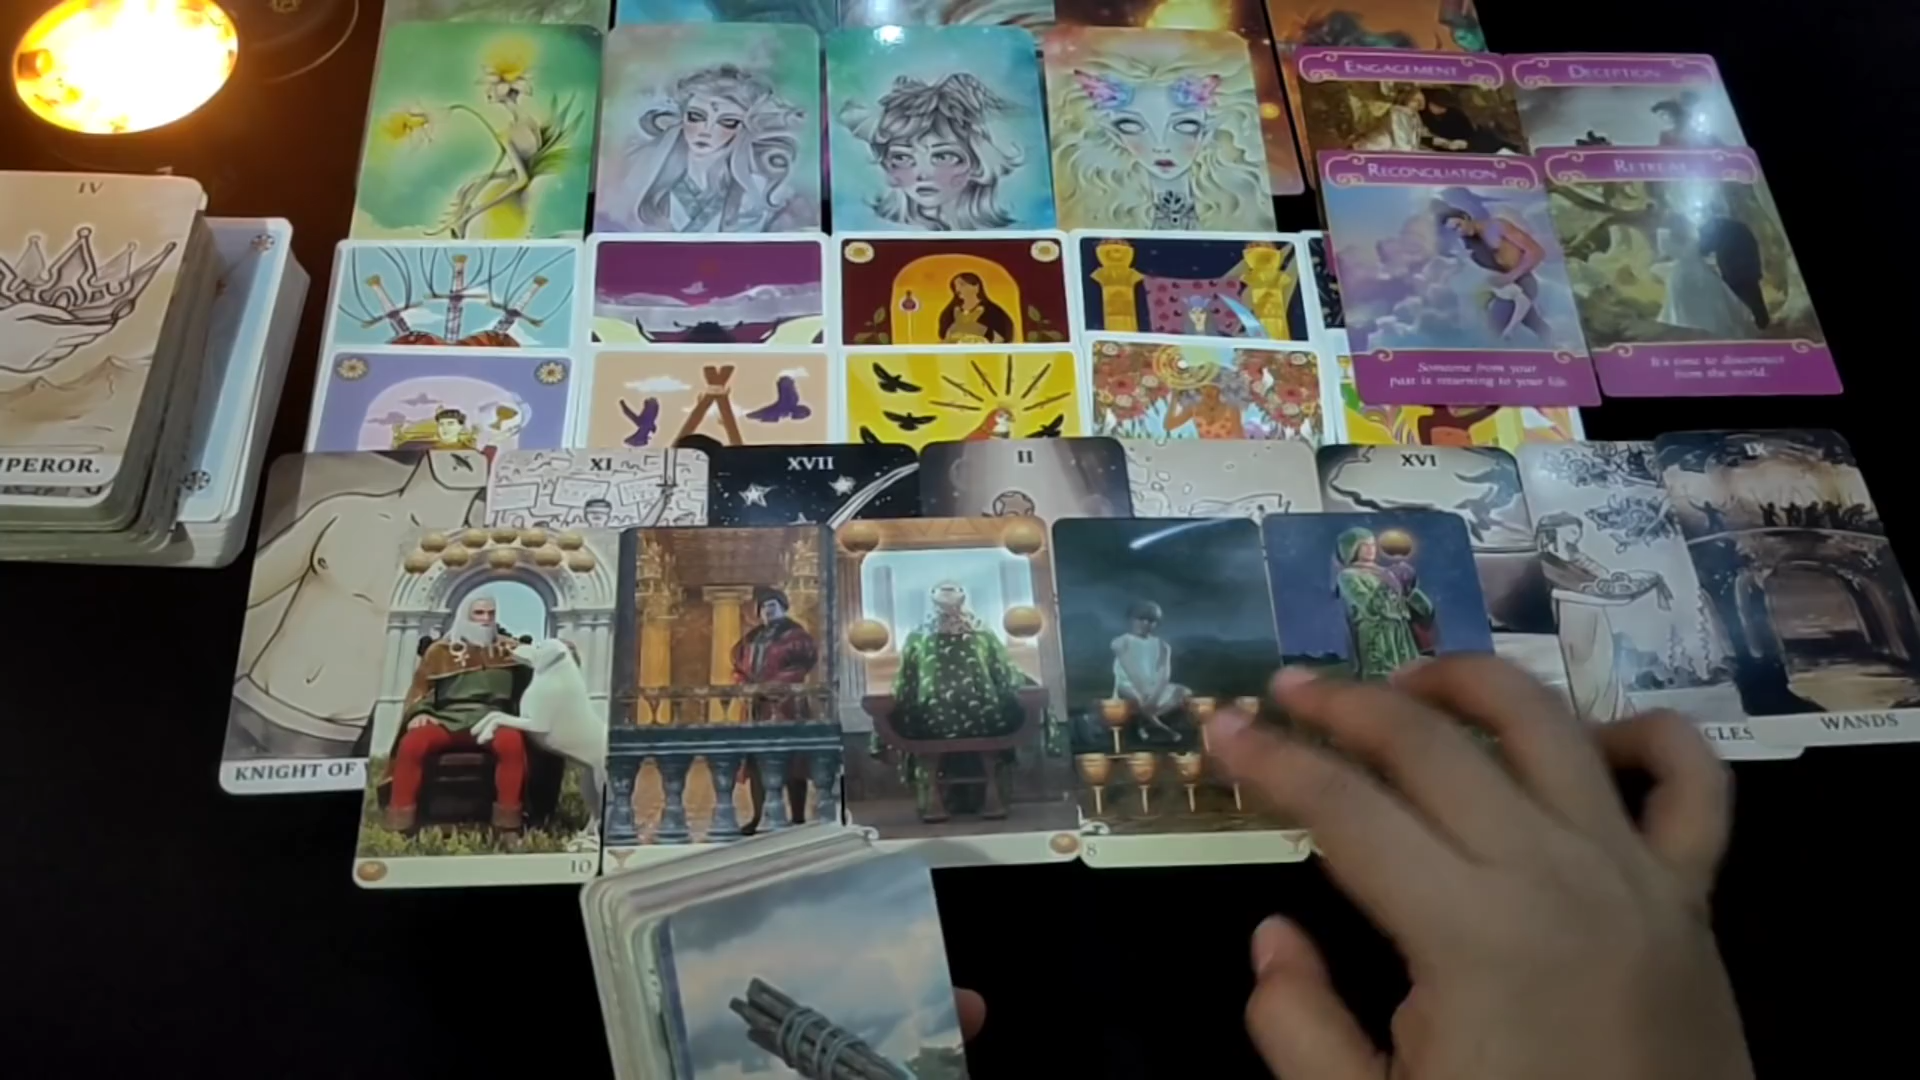 IV
ENGAGEMENT
DECEPTION
RECONCILIATION
RETREAT
Someone from your
past is returning to your life.
It's time to disconnect
from the world.
MPEROR.
XI
XVII
II
XVI
IX
KNIGHT OF
CLES
WANDS
10
8